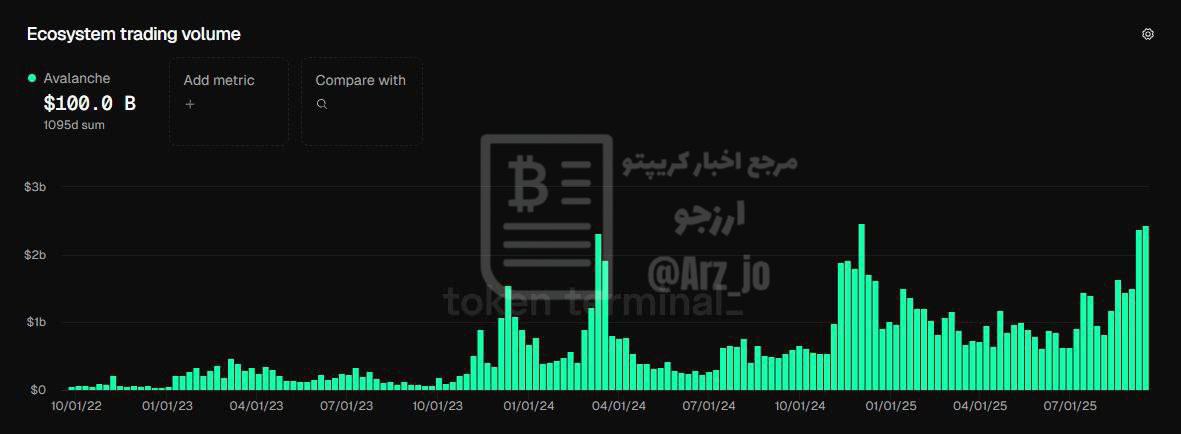 Ecosystem trading volume
Avalanche
$100.0 B
1095d sum
Add metric
+
Compare with
مرجع اخبار کریپتو
ارزجو
@Arz_jo
token terminal_
$3b
$2b
$1b
$0
10/01/22 01/01/23 04/01/23 07/01/23 10/01/23 01/01/24 04/01/24 07/01/24 10/01/24 01/01/25 04/01/25 07/01/25